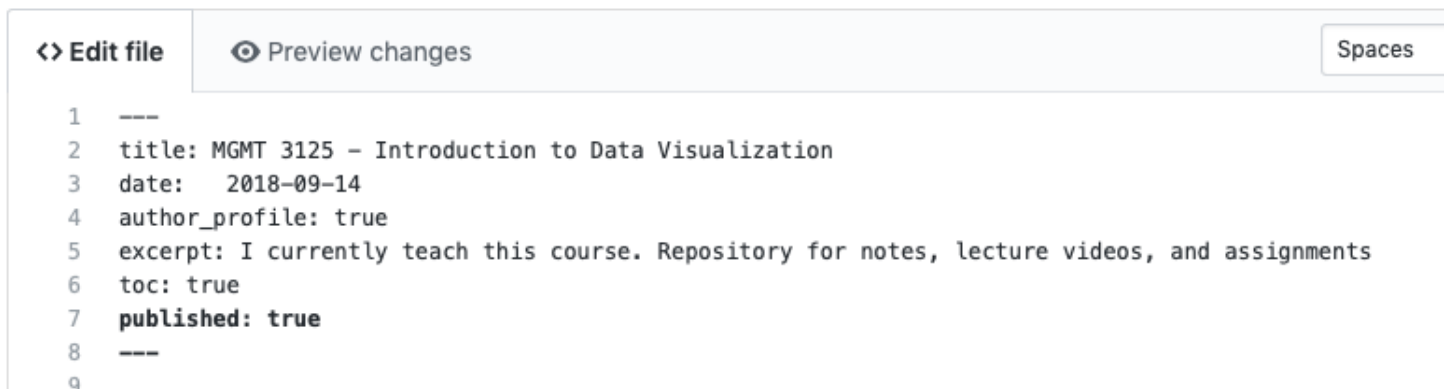 <> Edit file
Preview changes
Spaces
1 ---
2 title: MGMT 3125 - Introduction to Data Visualization
3 date:   2018-09-14
4 author_profile: true
5 excerpt: I currently teach this course. Repository for notes, lecture videos, and assignments
6 toc: true
7 published: true
8 ---
9